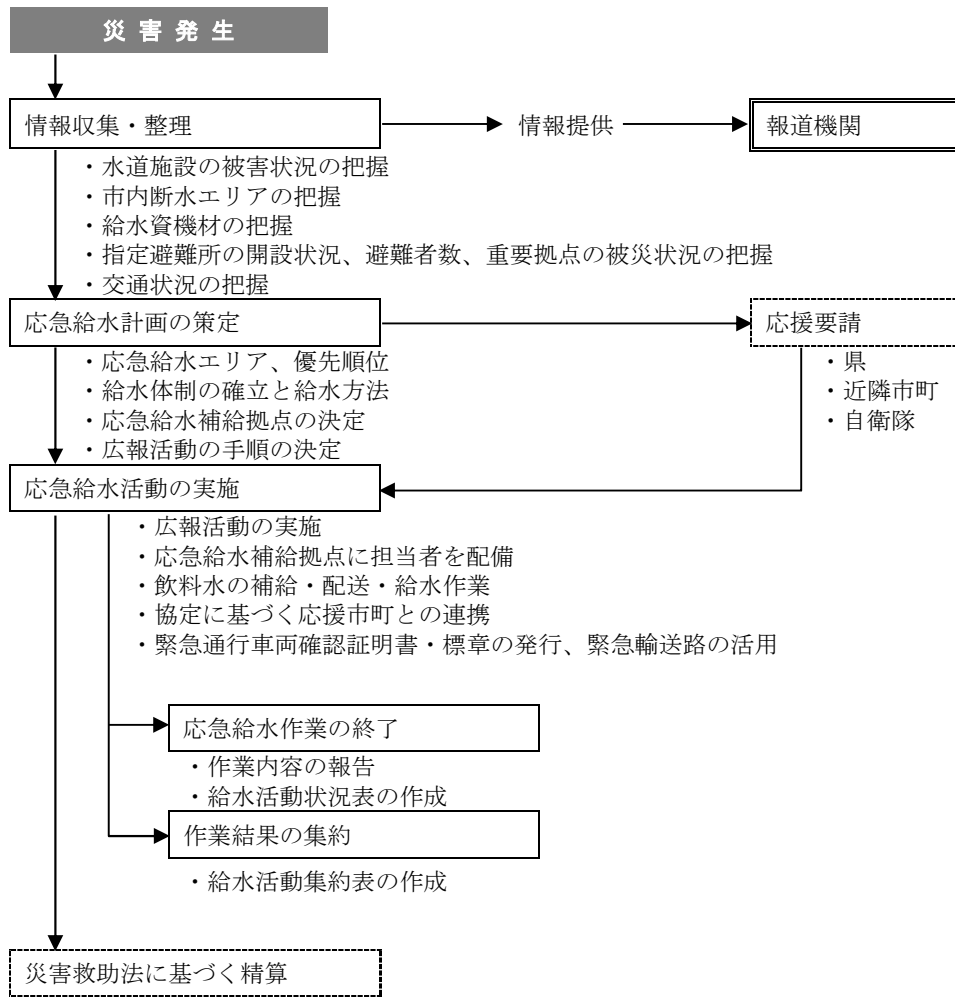 災害発生
情報収集・整理
情報提供
報道機関
・水道施設の被害状況の把握
・市内断水エリアの把握
・給水資機材の把握
・指定避難所の開設状況、避難者数、重要拠点の被災状況の把握
・交通状況の把握
応急給水計画の策定
応援要請
・応急給水エリア、優先順位
・給水体制の確立と給水方法
・応急給水補給拠点の決定
・広報活動の手順の決定
・県
・近隣市町
・自衛隊
応急給水活動の実施
・広報活動の実施
・応急給水補給拠点に担当者を配備
・飲料水の補給・配送・給水作業
・協定に基づく応援市町との連携
・緊急通行車両確認証明書・標章の発行、緊急輸送路の活用
応急給水作業の終了
・作業内容の報告
・給水活動状況表の作成
作業結果の集約
・給水活動集約表の作成
災害救助法に基づく精算